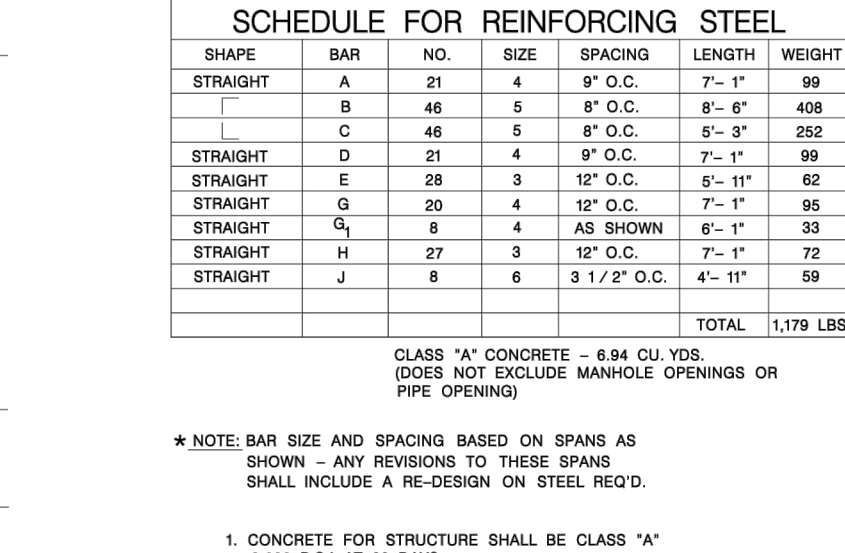 SCHEDULE FOR REINFORCING STEEL
SHAPE BAR NO. SIZE SPACING LENGTH WEIGHT
STRAIGHT A 21 4 9" O.C. 7'– 1" 99
B 46 5 8" O.C. 8'– 6" 408
C 46 5 8" O.C. 5'– 3" 252
STRAIGHT D 21 4 9" O.C. 7'– 1" 99
STRAIGHT E 28 3 12" O.C. 5'– 11" 62
STRAIGHT G 20 4 12" O.C. 7'– 1" 95
STRAIGHT G1 8 4 AS SHOWN 6'– 1" 33
STRAIGHT H 27 3 12" O.C. 7'– 1" 72
STRAIGHT J 8 6 3 1/2" O.C. 4'– 11" 59
TOTAL 1,179 LBS
CLASS "A" CONCRETE – 6.94 CU. YDS.
(DOES NOT EXCLUDE MANHOLE OPENINGS OR
PIPE OPENING)
* NOTE: BAR SIZE AND SPACING BASED ON SPANS AS
SHOWN – ANY REVISIONS TO THESE SPANS
SHALL INCLUDE A RE–DESIGN ON STEEL REQ'D.
1. CONCRETE FOR STRUCTURE SHALL BE CLASS "A"